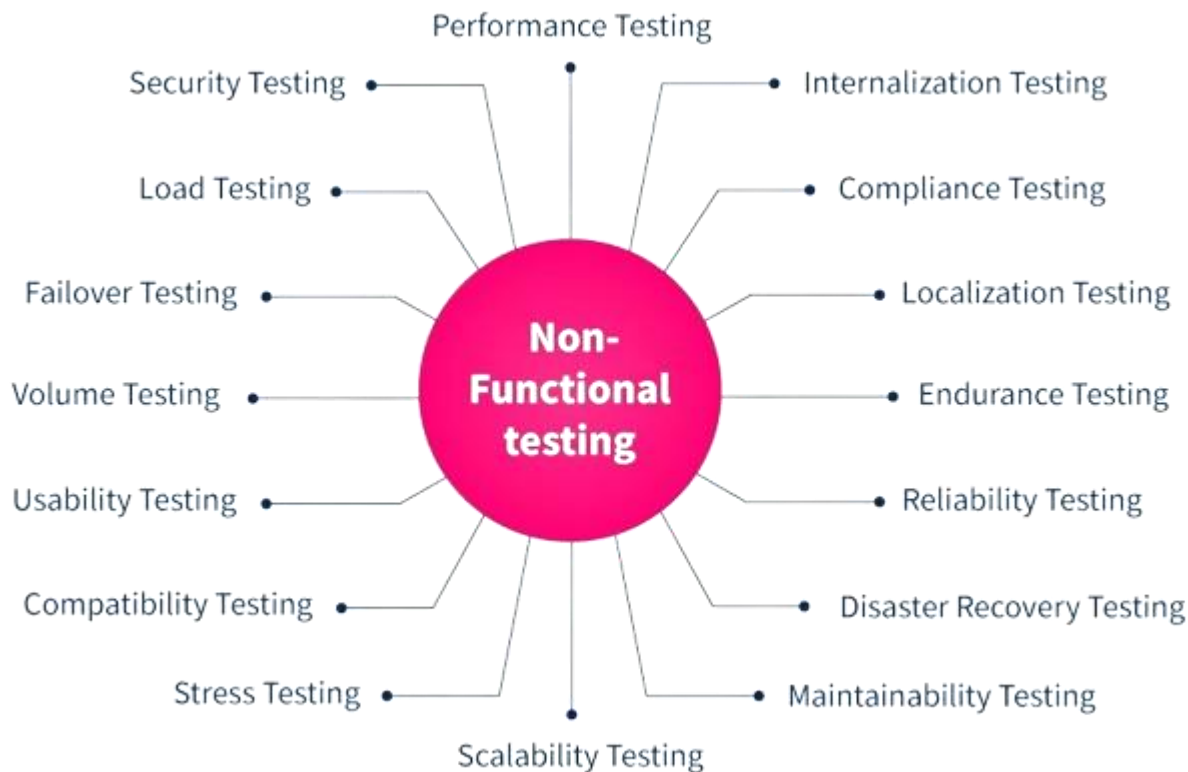 Performance Testing
Security Testing
Internalization Testing
Load Testing
Compliance Testing
Failover Testing
Localization Testing
Non-
Functional
testing
Volume Testing
Endurance Testing
Usability Testing
Reliability Testing
Compatibility Testing
Disaster Recovery Testing
Stress Testing
Maintainability Testing
Scalability Testing